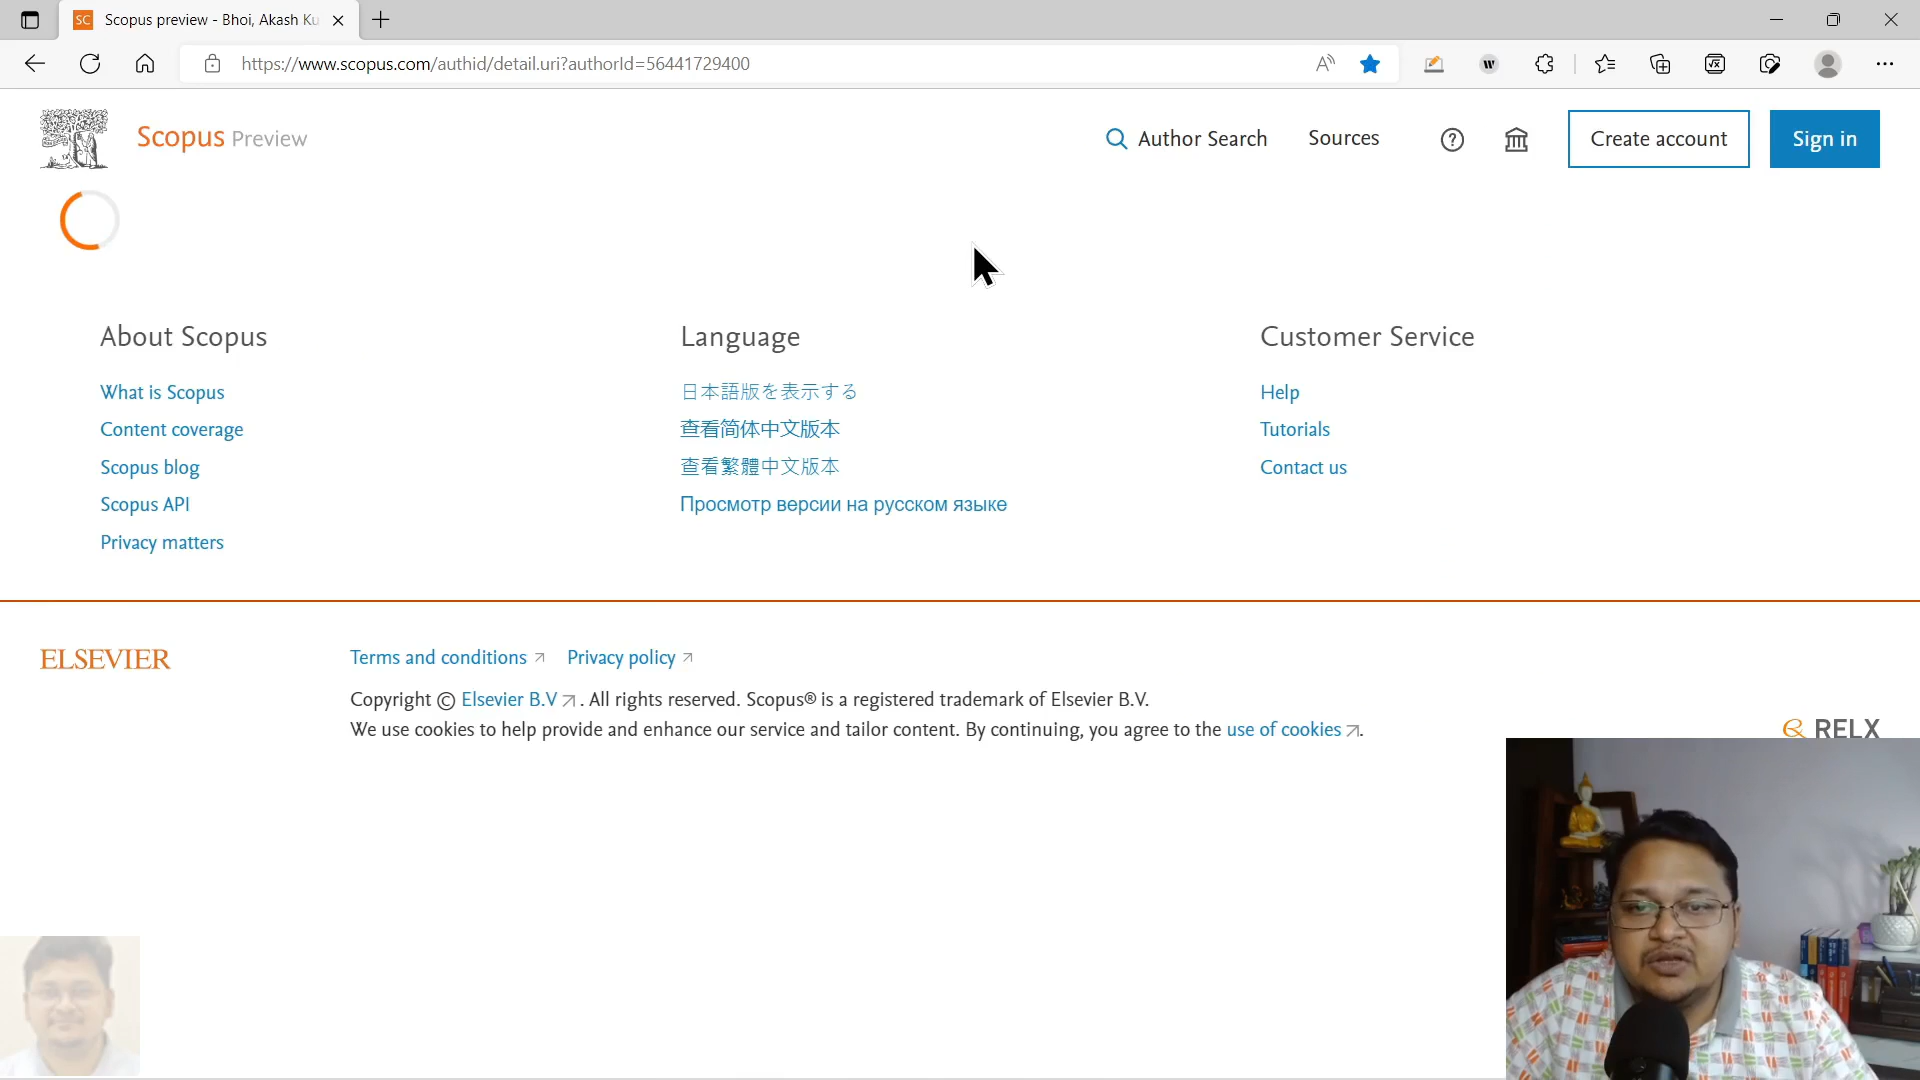 Scopus preview - Bhoi, Akash Ku
https://www.scopus.com/authid/detail.uri?authorId=56441729400
Scopus Preview
Author Search
Sources
Create account
Sign in
About Scopus
What is Scopus
Content coverage
Scopus blog
Scopus API
Privacy matters
Language
日本語版を表示する
查看简体中文版本
查看繁體中文版本
Просмотр версии на русском языке
Customer Service
Help
Tutorials
Contact us
ELSEVIER
Terms and conditions Privacy policy
Copyright © Elsevier B.V. All rights reserved. Scopus® is a registered trademark of Elsevier B.V.
We use cookies to help provide and enhance our service and tailor content. By continuing, you agree to the use of cookies.
RELX